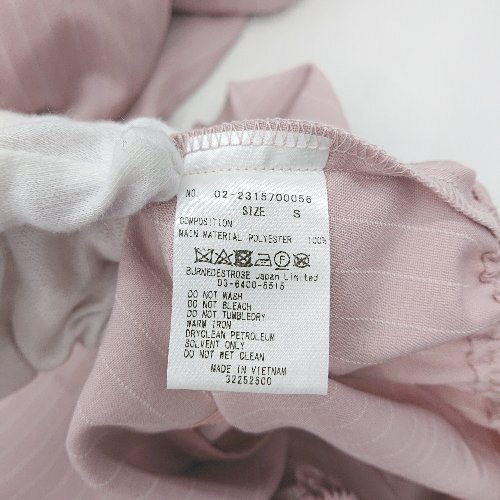 NO. 02-2315700056
SIZE S
COMPOSITION
MAIN MATERIAL POLYESTER 100%
BURNEDESTROSE Japan Limited
03-6400-5515
DO NOT WASH
DO NOT BLEACH
DO NOT TUMBLEDRY
WARM IRON
DRYCLEAN PETROLEUM
SOLVENT ONLY
DO NOT WET CLEAN
MADE IN VIETNAM
32252500